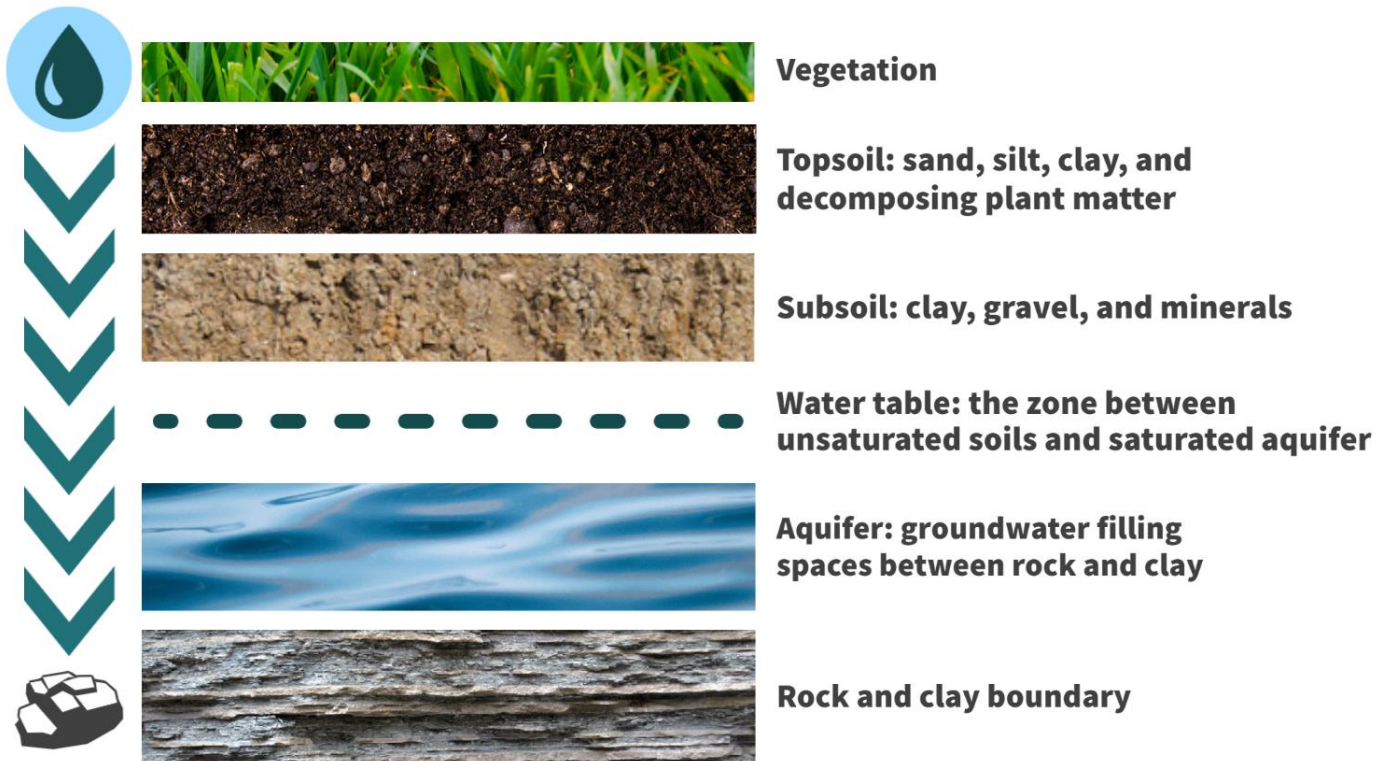 Vegetation
Topsoil: sand, silt, clay, and
decomposing plant matter
Subsoil: clay, gravel, and minerals
Water table: the zone between
unsaturated soils and saturated aquifer
Aquifer: groundwater filling
spaces between rock and clay
Rock and clay boundary